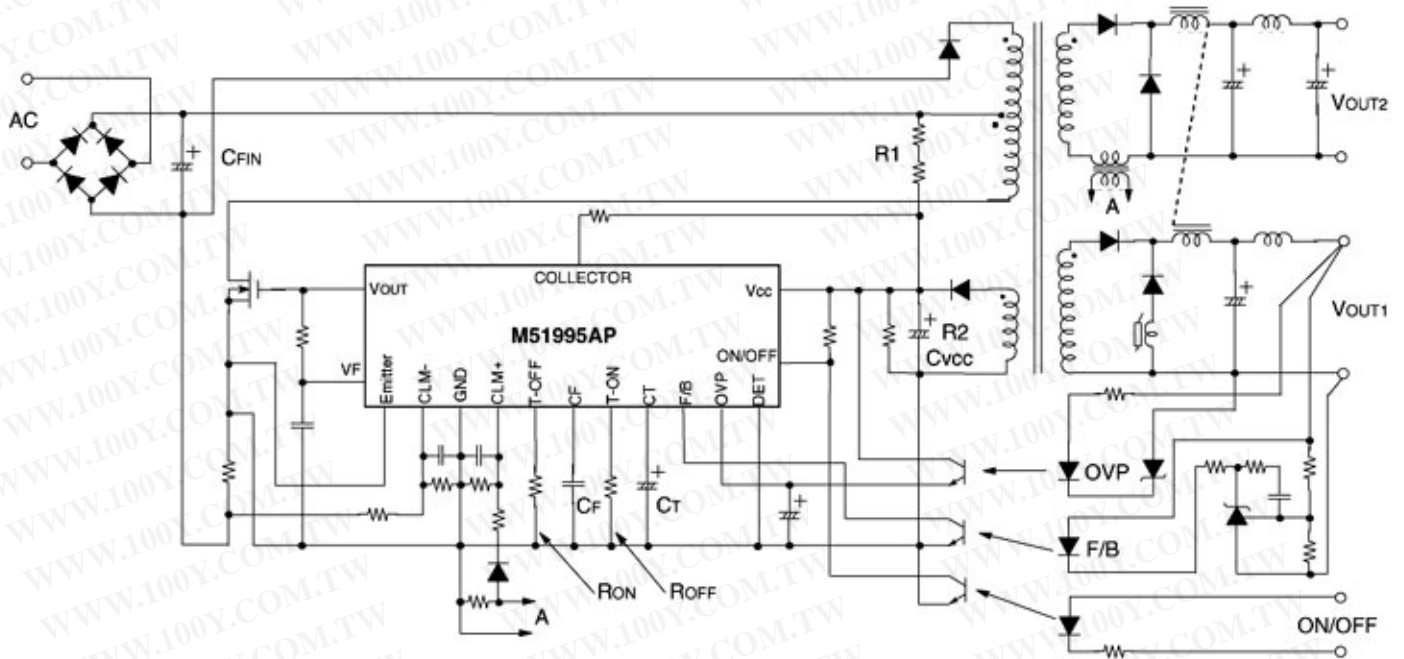 AC
CFIN
R1
VOUT2
A
COLLECTOR
VOUT
VCC
M51995AP
R2
CVCC
VOUT1
VF
ON/OFF
Emitter
CLM-
GND
CLM+
T-OFF
CF
T-ON
CT
F/B
OVP
DET
OVP
CF
CT
F/B
RON
ROFF
A
ON/OFF
WWW.100Y.COM.TW